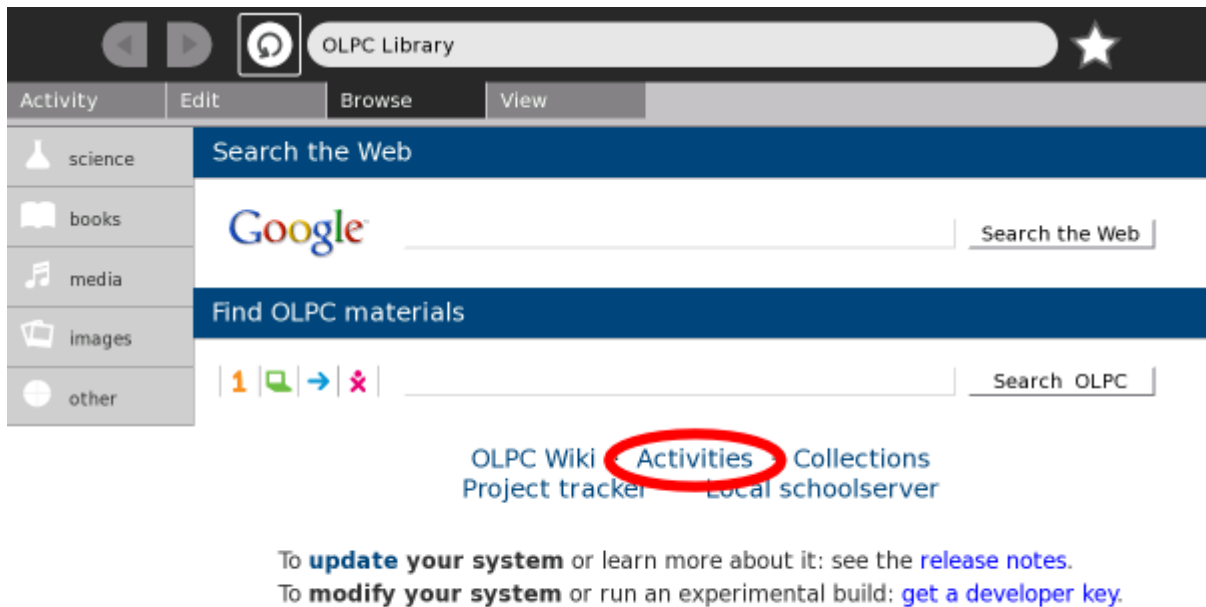 OLPC Library
Activity Edit Browse View
science
books
media
images
other
Search the Web
Google™ Search the Web
Find OLPC materials
1 Search OLPC
OLPC Wiki - Activities - Collections
Project tracker Local schoolserver
To update your system or learn more about it: see the release notes.
To modify your system or run an experimental build: get a developer key.